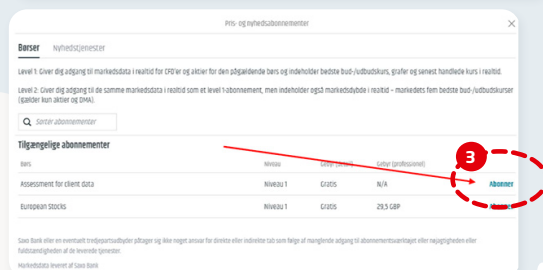 Pris- og nyhedsabonnementer
Børser Nyhedstjenester
Level 1: Giver dig adgang til markedsdata i realtid for CFD'er og aktier for den pågældende børs og indeholder bedste bud-/udbudskurs, grafer og senest handlede kurs i realtid.
Level 2: Giver dig adgang til de samme markedsdata i realtid som et level 1-abonnement, men indeholder også markedsdybde i realtid – markedets fem bedste bud-/udbudskurser
(gælder kun aktier og DMA).
Sorter abonnementer
Tilgængelige abonnementer
Børs Niveau Gebyr Gebyr (professionel)
3
Assessment for client data Niveau 1 Gratis N/A Abonner
European Stocks Niveau 1 Gratis 29,5 GBP Abonner
Saxo Bank eller en eventuelt tredjepartsudbyder påtager sig ikke noget ansvar for direkte eller indirekte tab som følge af manglende adgang til abonnementsværktøjet eller nøjagtigheden eller
fuldstændigheden af de leverede tjenester.
Markedsdata leveret af Saxo Bank